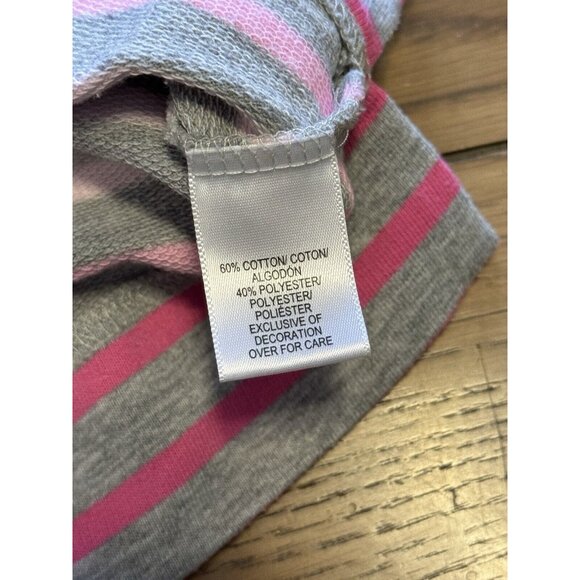 60% COTTON/ COTON/
ALGODÓN
40% POLYESTER/
POLYESTER/
POLIÉSTER
EXCLUSIVE OF
DECORATION
OVER FOR CARE